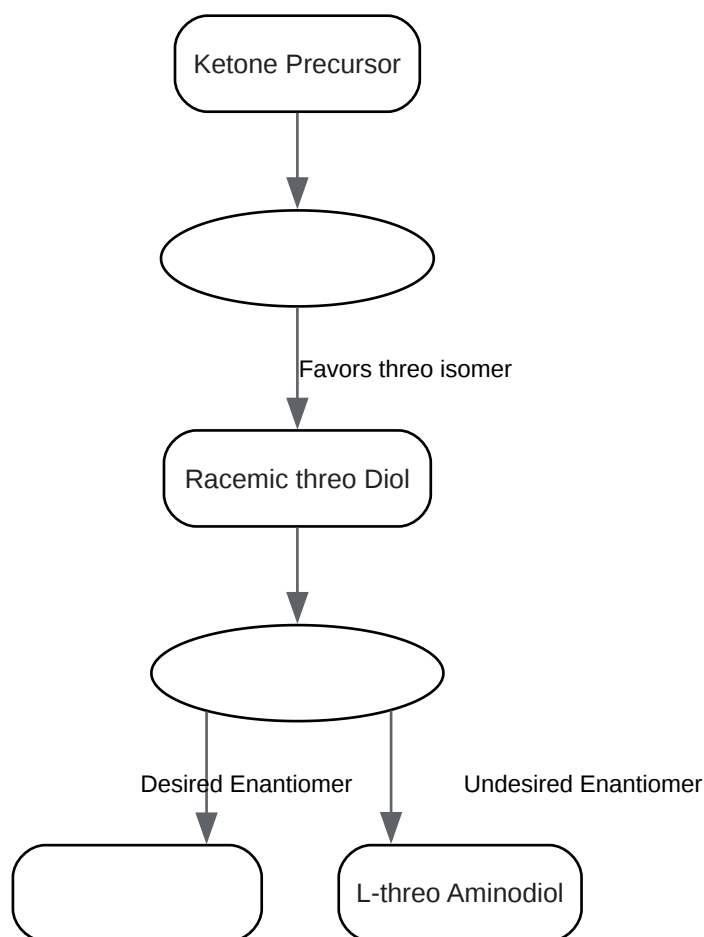 Ketone Precursor
Favors threo isomer
Racemic threo Diol
Desired Enantiomer
Undesired Enantiomer
L-threo Aminodiol